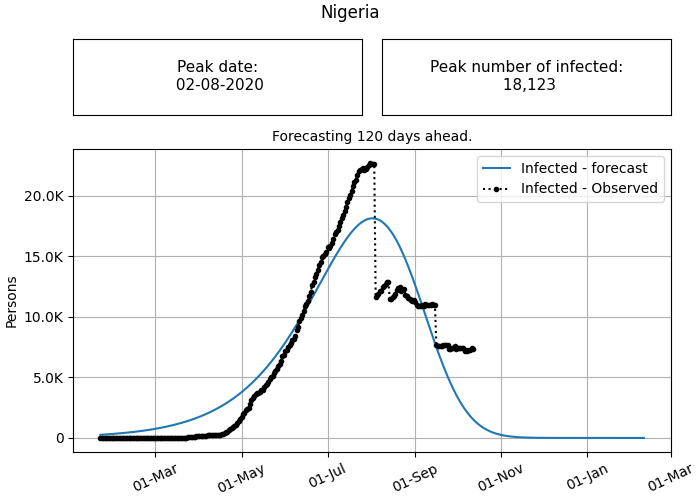 Nigeria
Peak date:
02-08-2020
Peak number of infected:
18,123
Forecasting 120 days ahead.
Infected - forecast
Infected - Observed
20.0K
15.0K
10.0K
5.0K
0
Persons
01-Mar
01-May
01-Jul
01-Sep
01-Nov
01-Jan
01-Mar